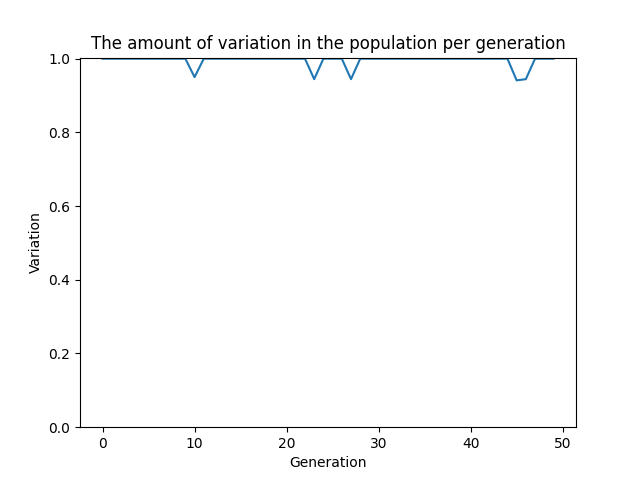 The amount of variation in the population per generation
1.0
0.8
0.6
0.4
0.2
0.0
Variation
0 10 20 30 40 50
Generation